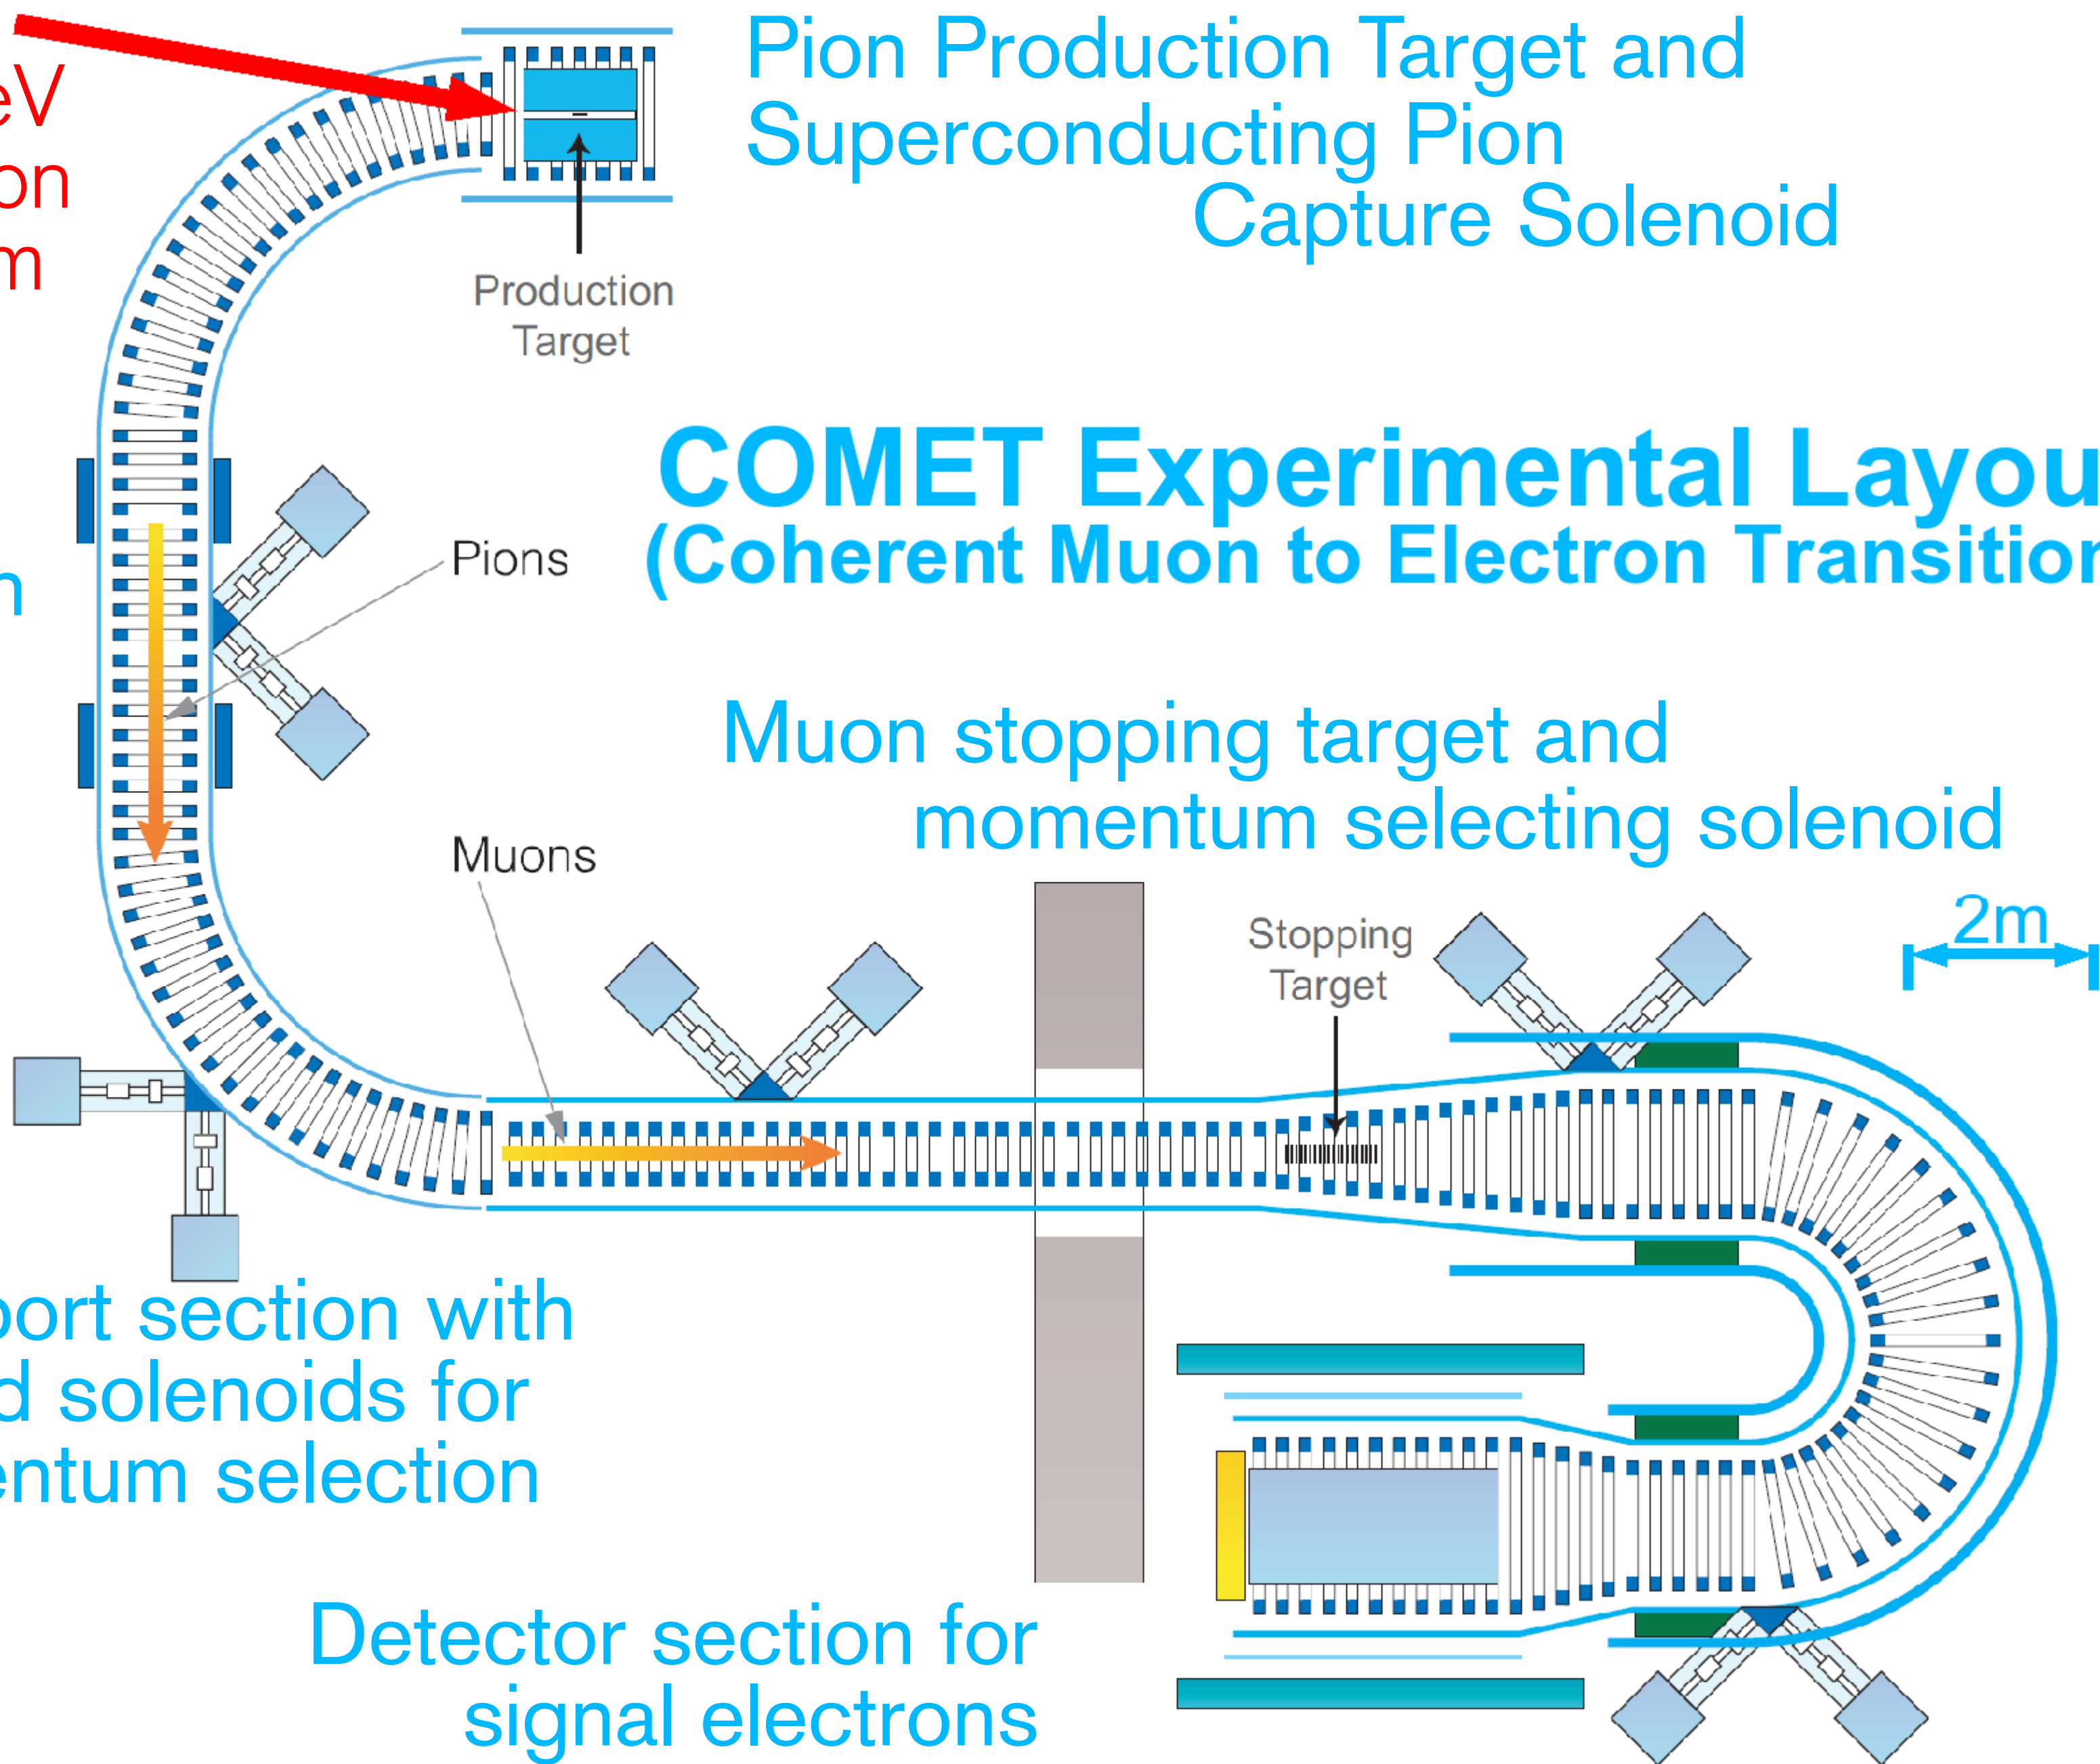 eV
on
m
Pion Production Target and
Superconducting Pion
Capture Solenoid
Production
Target
COMET Experimental Layou
(Coherent Muon to Electron Transition
Pions
n
Muon stopping target and
momentum selecting solenoid
Muons
Stopping
Target
2m
port section with
d solenoids for
entum selection
Detector section for
signal electrons